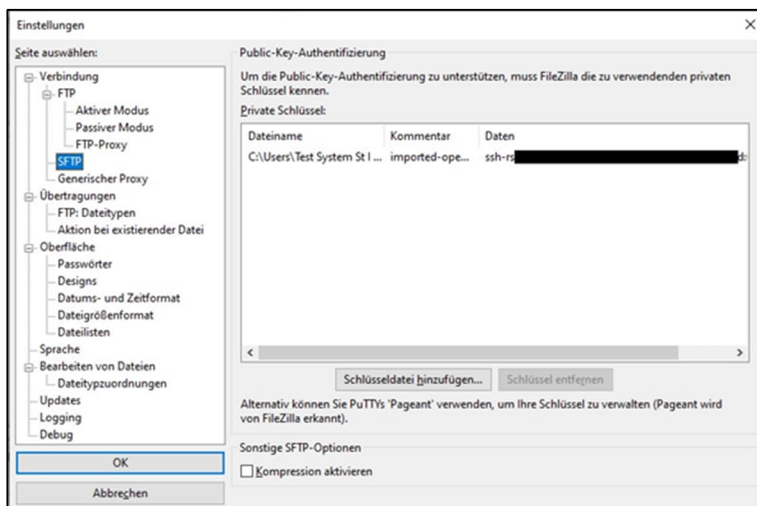 Einstellungen
Seite auswählen:
Verbindung
FTP
Aktiver Modus
Passiver Modus
FTP-Proxy
SFTP
Generischer Proxy
Übertragungen
FTP: Dateitypen
Aktion bei existierender Datei
Oberfläche
Passwörter
Designs
Datums- und Zeitformat
Dateigrößenformat
Dateilisten
Sprache
Bearbeiten von Dateien
Dateitypzuordnungen
Updates
Logging
Debug
OK
Abbrechen
Public-Key-Authentifizierung
Um die Public-Key-Authentifizierung zu unterstützen, muss FileZilla die zu verwendenden privaten
Schlüssel kennen.
Private Schlüssel:
Dateiname Kommentar Daten
C:\Users\Test System St I ... imported-ope... ssh-rs d:
Schlüsseldatei hinzufügen... Schlüssel entfernen
Alternativ können Sie PuTTYs 'Pageant' verwenden, um Ihre Schlüssel zu verwalten (Pageant wird
von FileZilla erkannt).
Sonstige SFTP-Optionen
Kompression aktivieren